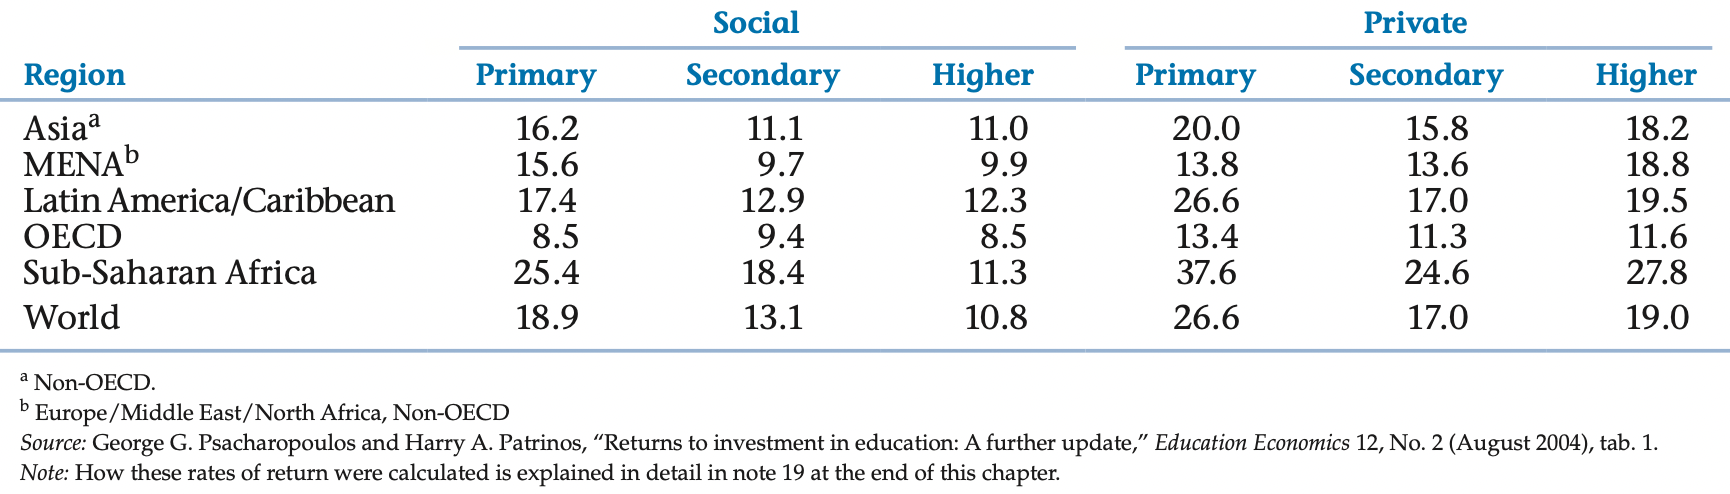 Social Private
Region Primary Secondary Higher Primary Secondary Higher
Asiaa 16.2 11.1 11.0 20.0 15.8 18.2
MENAb 15.6 9.7 9.9 13.8 13.6 18.8
Latin America/Caribbean 17.4 12.9 12.3 26.6 17.0 19.5
OECD 8.5 9.4 8.5 13.4 11.3 11.6
Sub-Saharan Africa 25.4 18.4 11.3 37.6 24.6 27.8
World 18.9 13.1 10.8 26.6 17.0 19.0
a Non-OECD.
b Europe/Middle East/North Africa, Non-OECD
Source: George G. Psacharopoulos and Harry A. Patrinos, “Returns to investment in education: A further update,” Education Economics 12, No. 2 (August 2004), tab. 1.
Note: How these rates of return were calculated is explained in detail in note 19 at the end of this chapter.